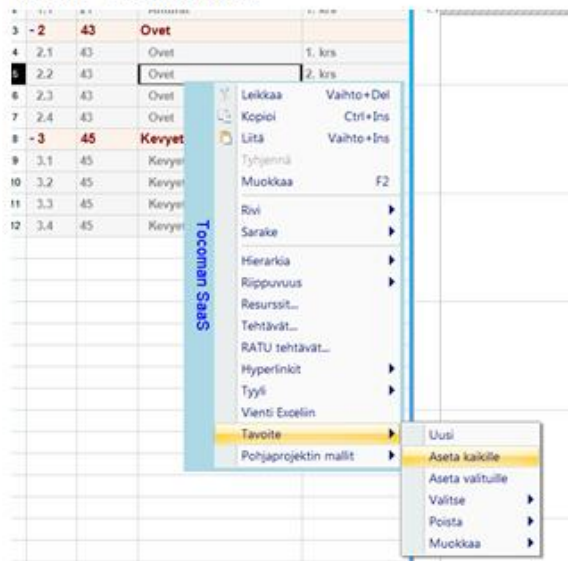 3 - 2 43 Ovet
4 2.1 43 Ovet 1. krs
5 2.2 43 Ovet 2. krs
6 2.3 43 Ovet
7 2.4 43 Ovet
8 - 3 45 Kevyet
9 3.1 45 Kevye
10 3.2 45 Kevye
11 3.3 45 Kevye
12 3.4 45 Kevye
Tocoman SaaS
Leikkaa Vaihto+Del
Kopioi Ctrl+Ins
Liitä Vaihto+Ins
Tyhjennä
Muokkaa F2
Rivi
Sarake
Hierarkia
Riippuvuus
Resurssit...
Tehtävät...
RATU tehtävät...
Hyperlinkit
Tyyli
Vienti Exceliin
Tavoite
Pohjaprojektin mallit
Uusi
Aseta kaikille
Aseta valituille
Valitse
Poista
Muokkaa